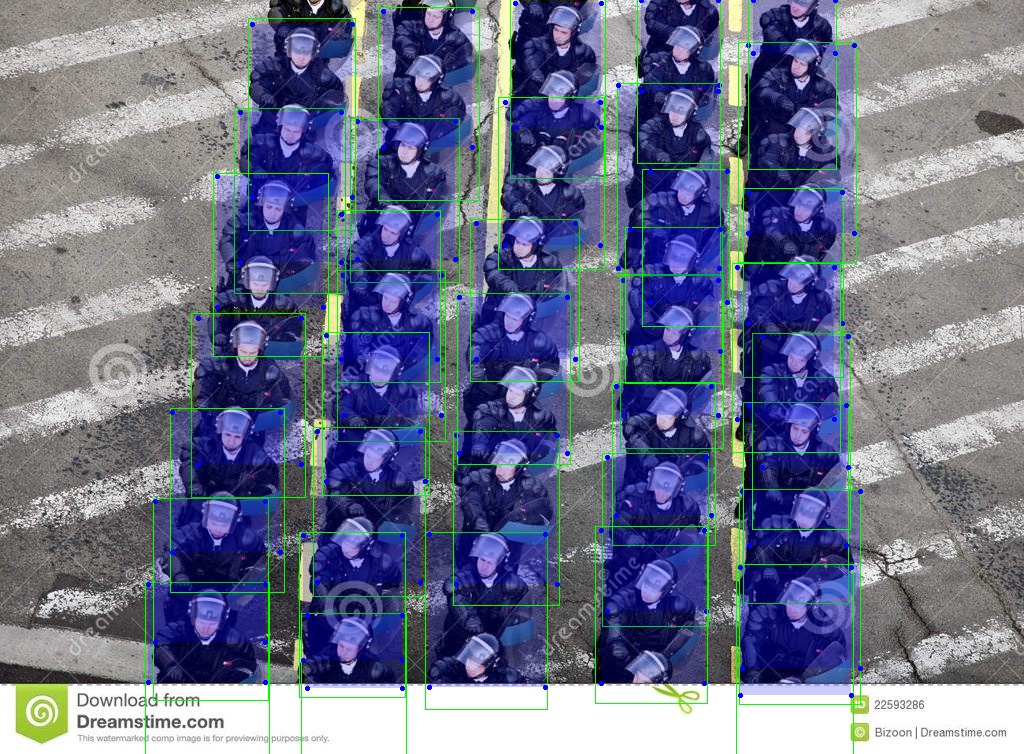 Download from
Dreamstime.com
This watermarked comp image is for previewing purposes only.
22593286
Bizoon | Dreamstime.com